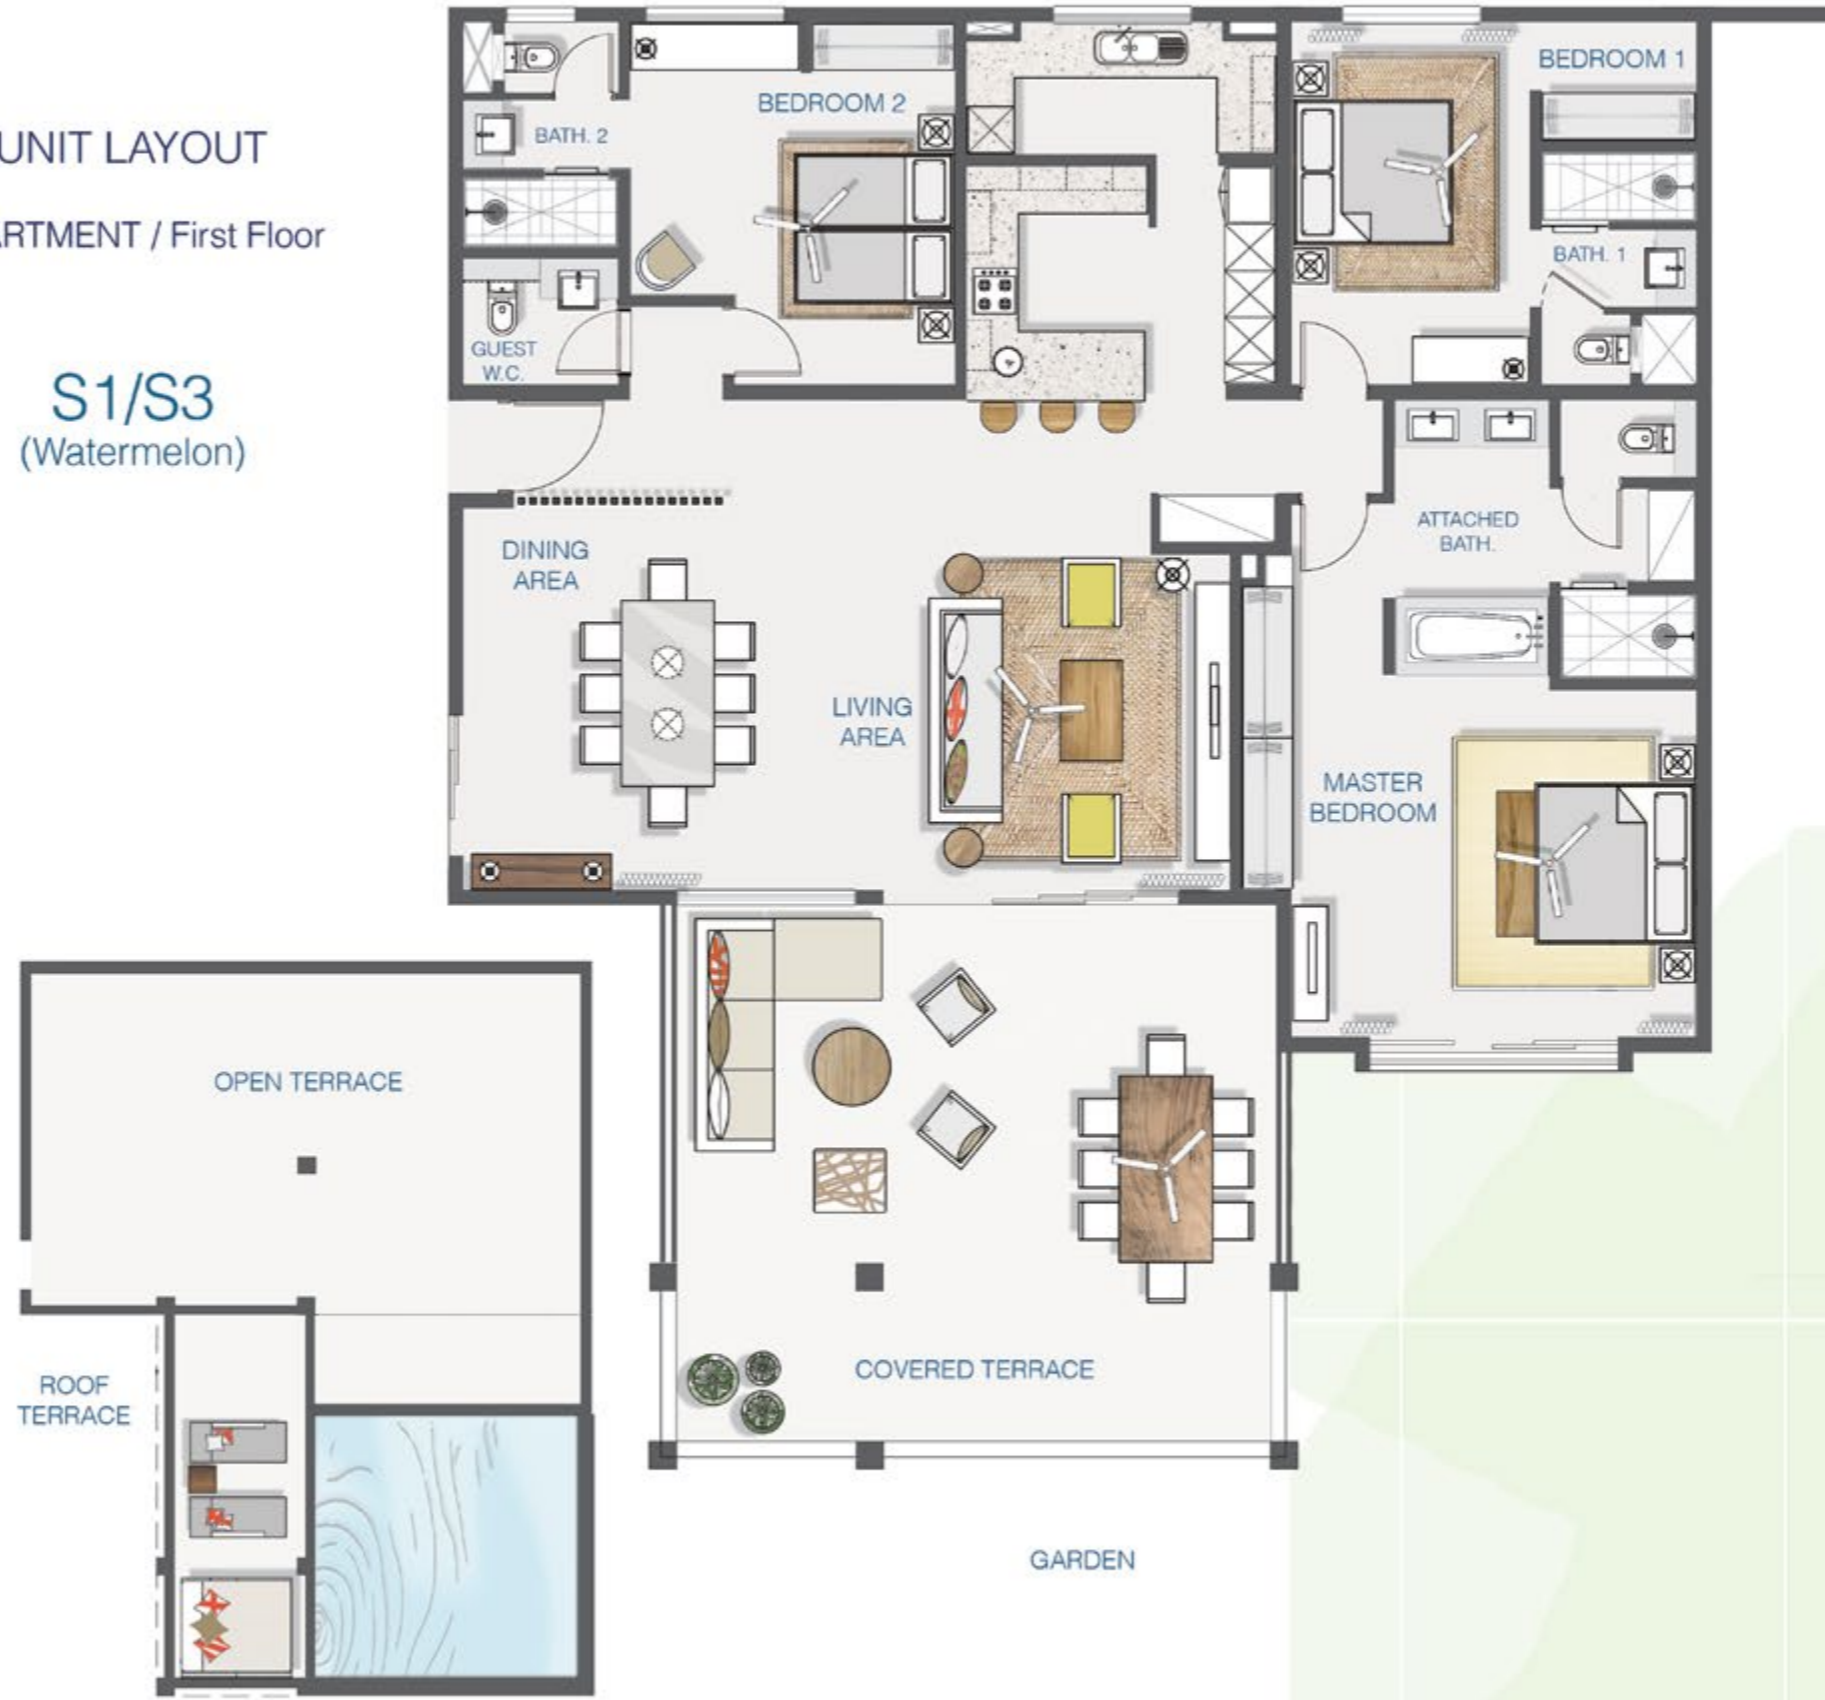 UNIT LAYOUT
ARTMENT / First Floor
S1/S3
(Watermelon)
BEDROOM 2
BATH. 2
GUEST
W.C.
BEDROOM 1
BATH. 1
ATTACHED
BATH.
DINING
AREA
LIVING
AREA
MASTER
BEDROOM
OPEN TERRACE
ROOF
TERRACE
COVERED TERRACE
GARDEN